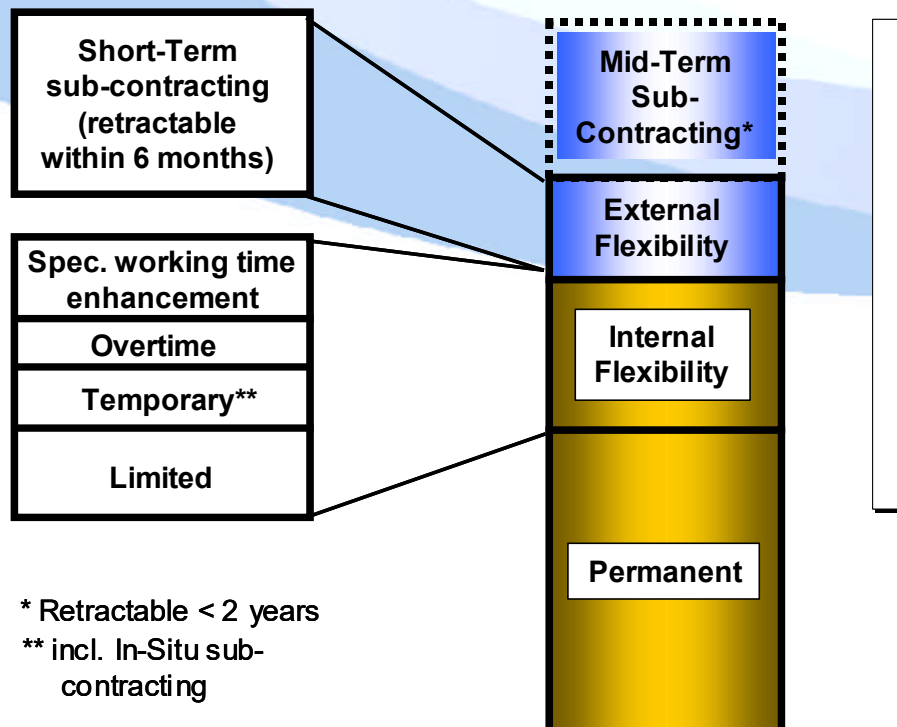 Short-Term
sub-contracting
(retractable
within 6 months)
Spec. working time
enhancement
Overtime
Temporary**
Limited
* Retractable < 2 years
** incl. In-Situ sub-
contracting
Mid-Term
Sub-
Contracting*
External
Flexibility
Internal
Flexibility
Permanent